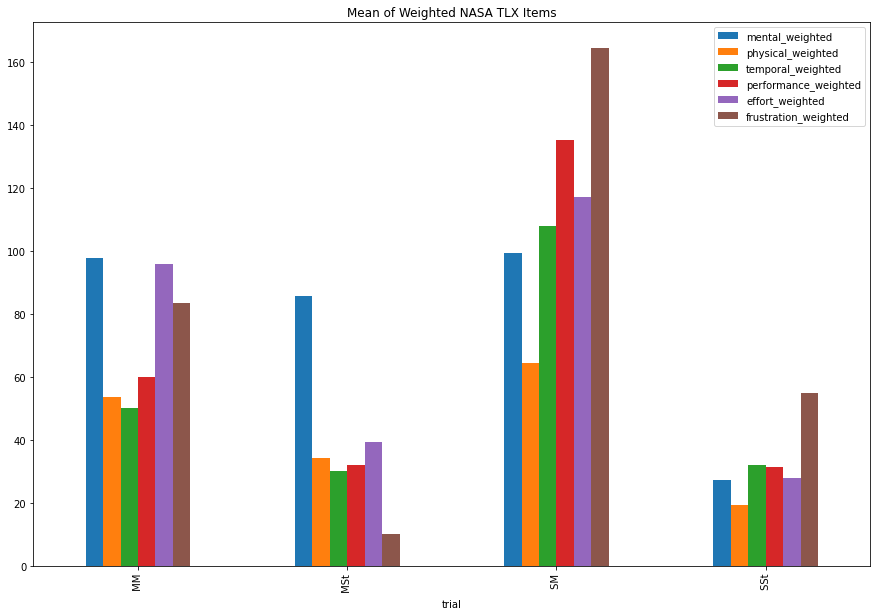 Mean of Weighted NASA TLX Items
mental_weighted
physical_weighted
temporal_weighted
performance_weighted
effort_weighted
frustration_weighted
160
140
120
100
80
60
40
20
0
MM
MSt
SM
SSt
trial